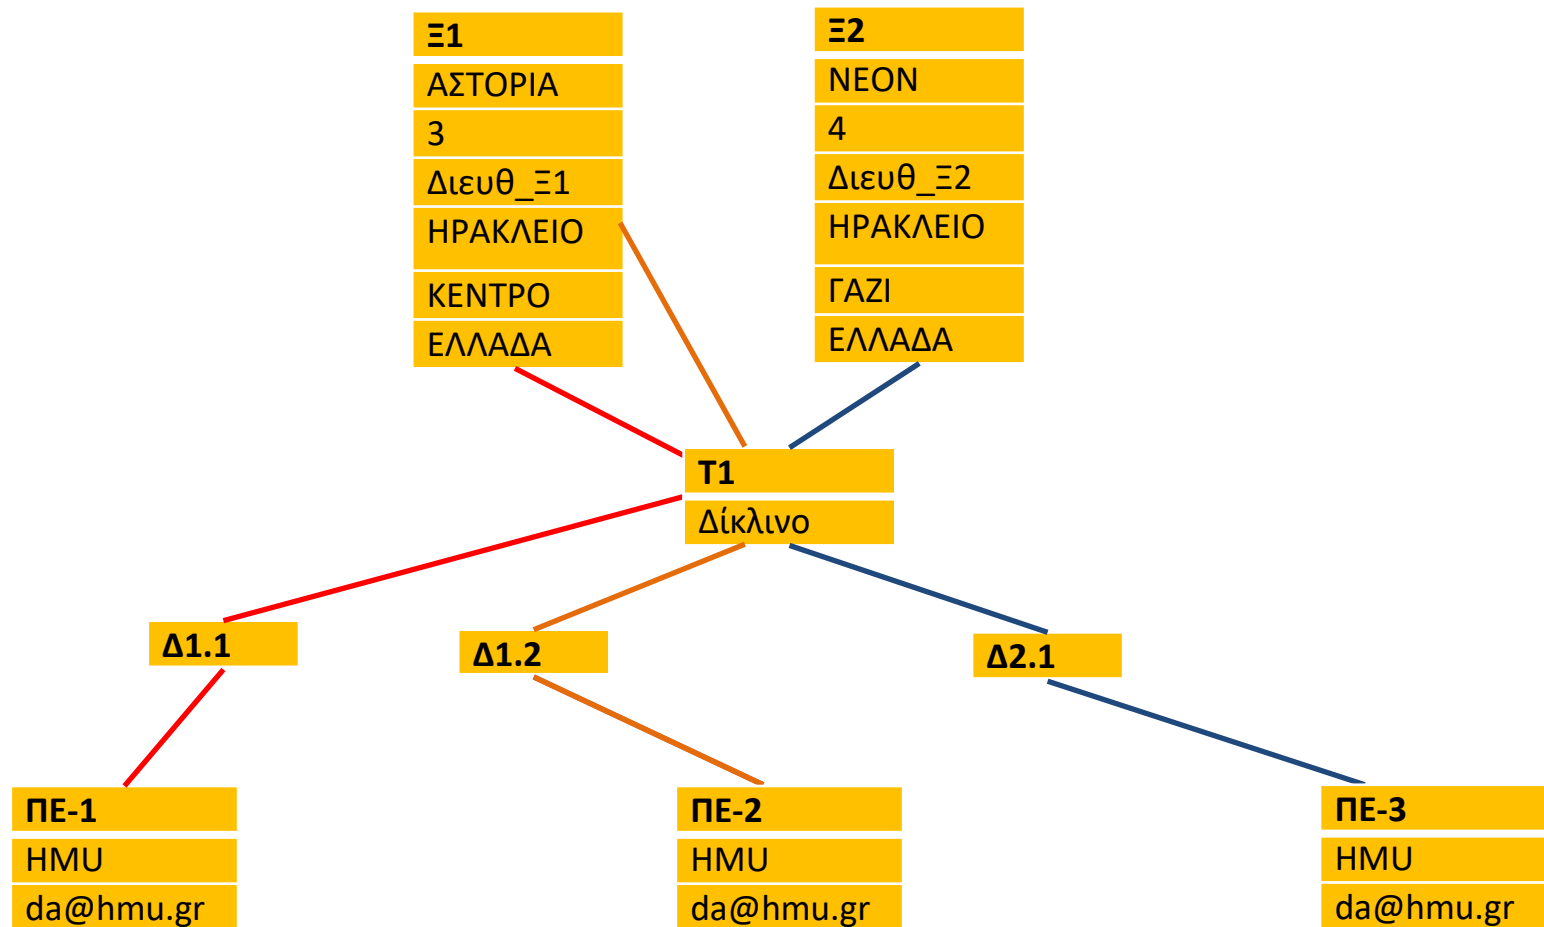 Ξ1
ΑΣΤΟΡΙΑ
3
Διευθ_Ξ1
ΗΡΑΚΛΕΙΟ
ΚΕΝΤΡΟ
ΕΛΛΑΔΑ
Ξ2
ΝΕΟΝ
4
Διευθ_Ξ2
ΗΡΑΚΛΕΙΟ
ΓΑΖΙ
ΕΛΛΑΔΑ
Τ1
Δίκλινο
Δ1.1
Δ1.2
Δ2.1
ΠΕ-1
HMU
da@hmu.gr
ΠΕ-2
HMU
da@hmu.gr
ΠΕ-3
HMU
da@hmu.gr